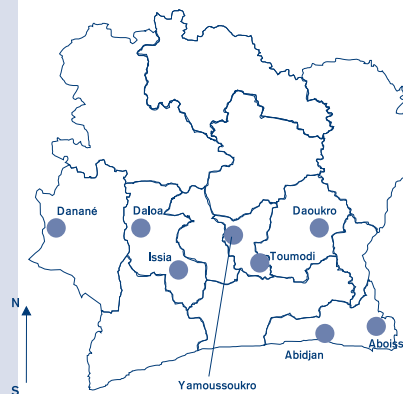 Danané
Daloa
Daoukro
Issia
Toumodi
N
Aboiss
Abidjan
Yamoussoukro
S